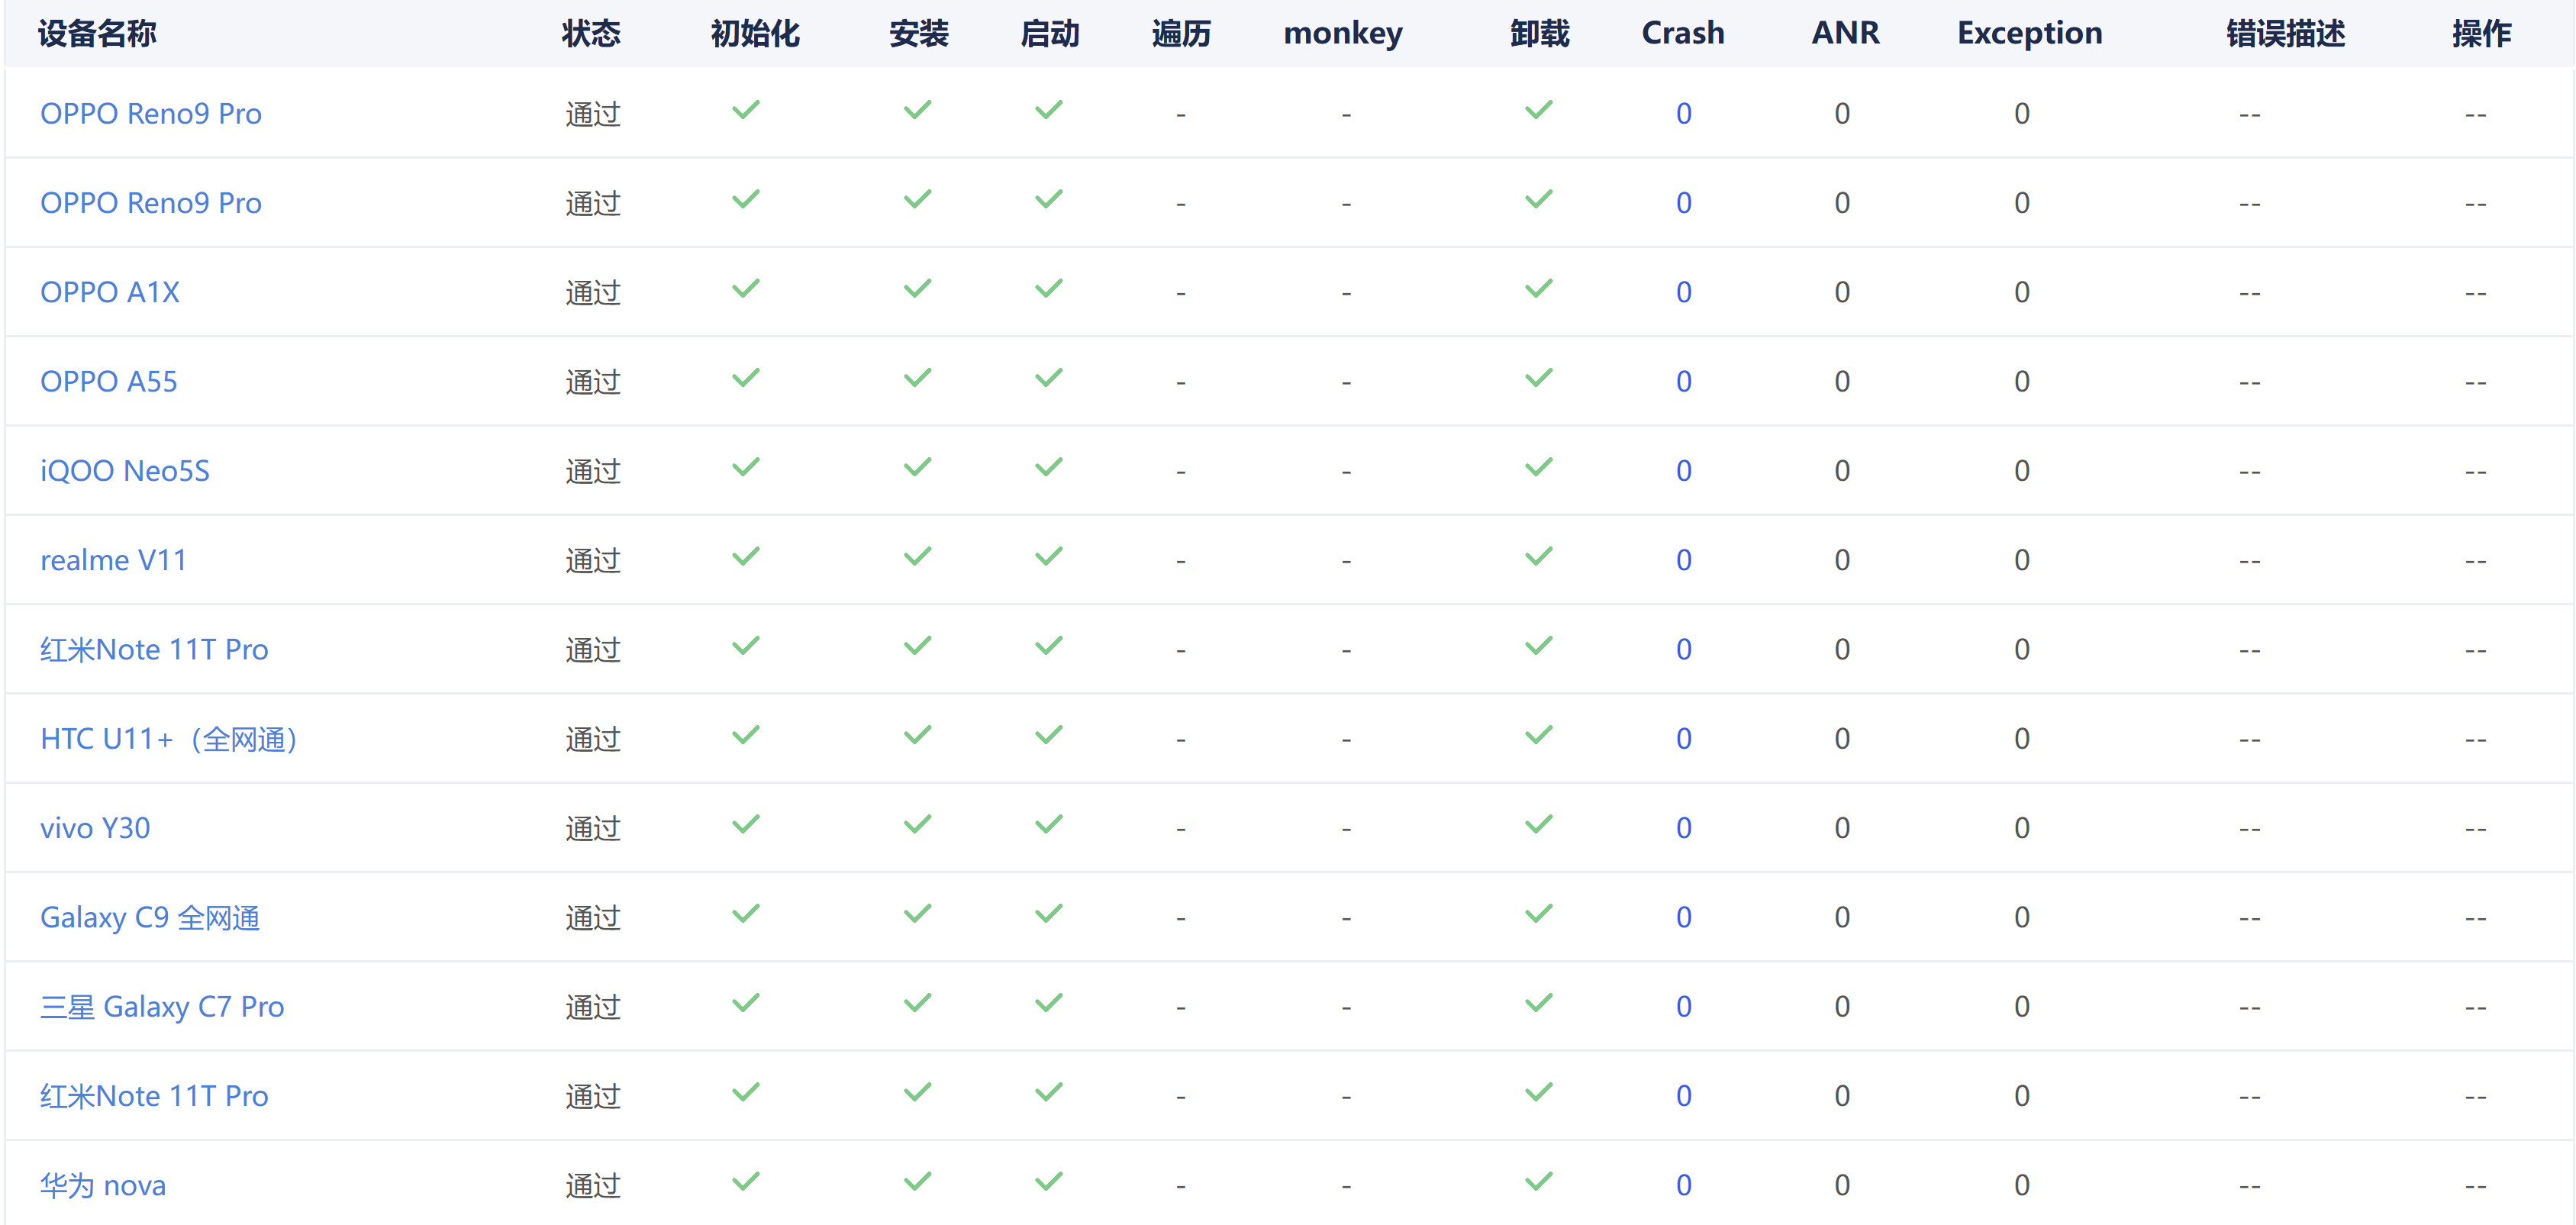 设备名称 状态 初始化 安装 启动 遍历 monkey 卸载 Crash ANR Exception 错误描述 操作
OPPO Reno9 Pro 通过 - - 0 0 0 -- --
OPPO Reno9 Pro 通过 - - 0 0 0 -- --
OPPO A1X 通过 - - 0 0 0 -- --
OPPO A55 通过 - - 0 0 0 -- --
iQOO Neo5S 通过 - - 0 0 0 -- --
realme V11 通过 - - 0 0 0 -- --
红米Note 11T Pro 通过 - - 0 0 0 -- --
HTC U11+（全网通） 通过 - - 0 0 0 -- --
vivo Y30 通过 - - 0 0 0 -- --
Galaxy C9 全网通 通过 - - 0 0 0 -- --
三星 Galaxy C7 Pro 通过 - - 0 0 0 -- --
红米Note 11T Pro 通过 - - 0 0 0 -- --
华为 nova 通过 - - 0 0 0 -- --